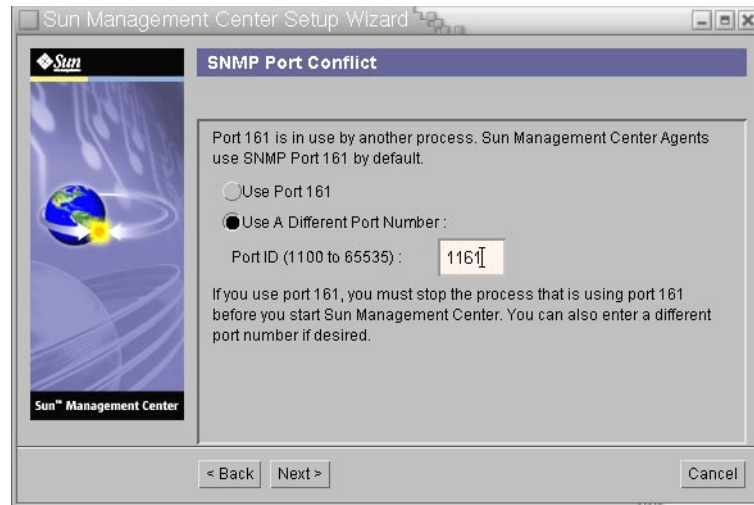 Sun Management Center Setup Wizard
Sun
SNMP Port Conflict
Port 161 is in use by another process. Sun Management Center Agents
use SNMP Port 161 by default.
Use Port 161
Use A Different Port Number :
Port ID (1100 to 65535) :
1161
If you use port 161, you must stop the process that is using port 161
before you start Sun Management Center. You can also enter a different
port number if desired.
Sun™ Management Center
< Back
Next >
Cancel